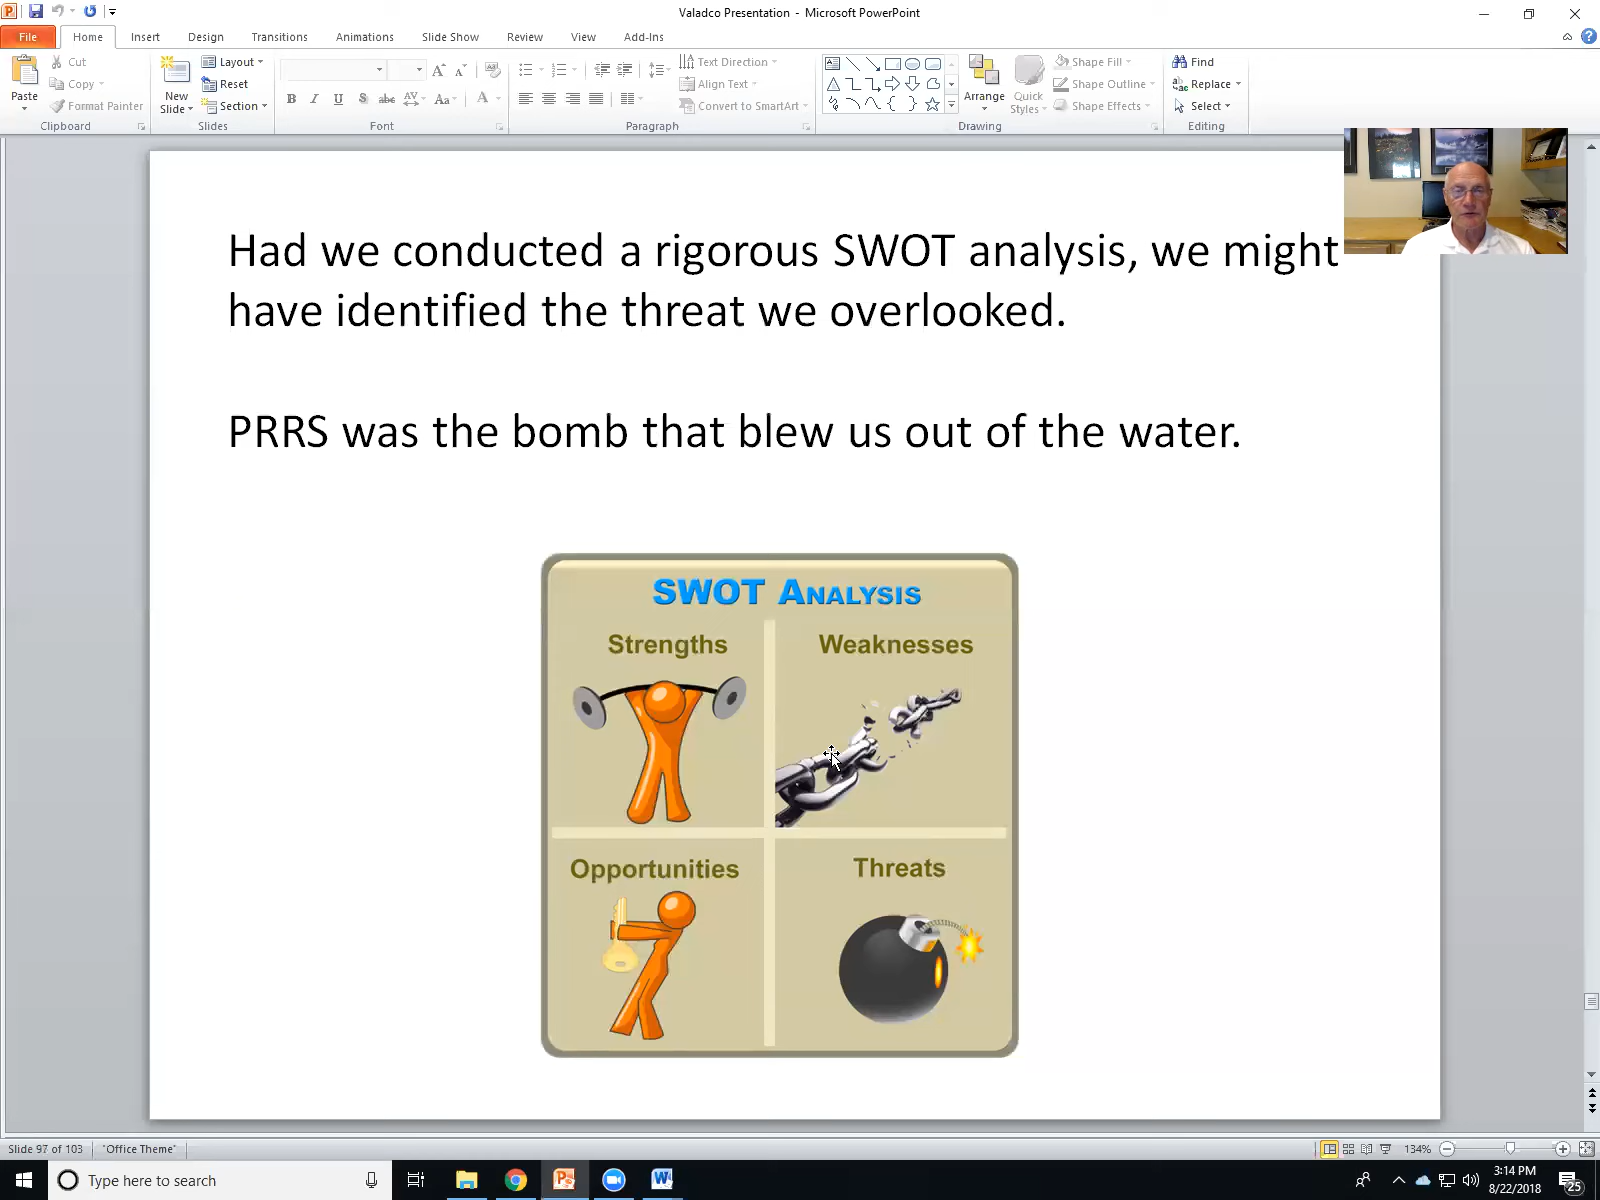 Valadco Presentation - Microsoft PowerPoint
File Home Insert Design Transitions Animations Slide Show Review View Add-Ins
Paste
Cut
Copy
Format Painter
Clipboard
New
Slide
Layout
Reset
Section
Slides
B I U S abc AV Aa A
Font
Text Direction
Align Text
Convert to SmartArt
Paragraph
Arrange
Quick
Styles
Shape Fill
Shape Outline
Shape Effects
Drawing
Find
Replace
Select
Editing
Had we conducted a rigorous SWOT analysis, we might
have identified the threat we overlooked.
PRRS was the bomb that blew us out of the water.
SWOT ANALYSIS
Strengths Weaknesses
Opportunities Threats
Slide 97 of 103 "Office Theme" 134%
Type here to search
3:14 PM
8/22/2018
25